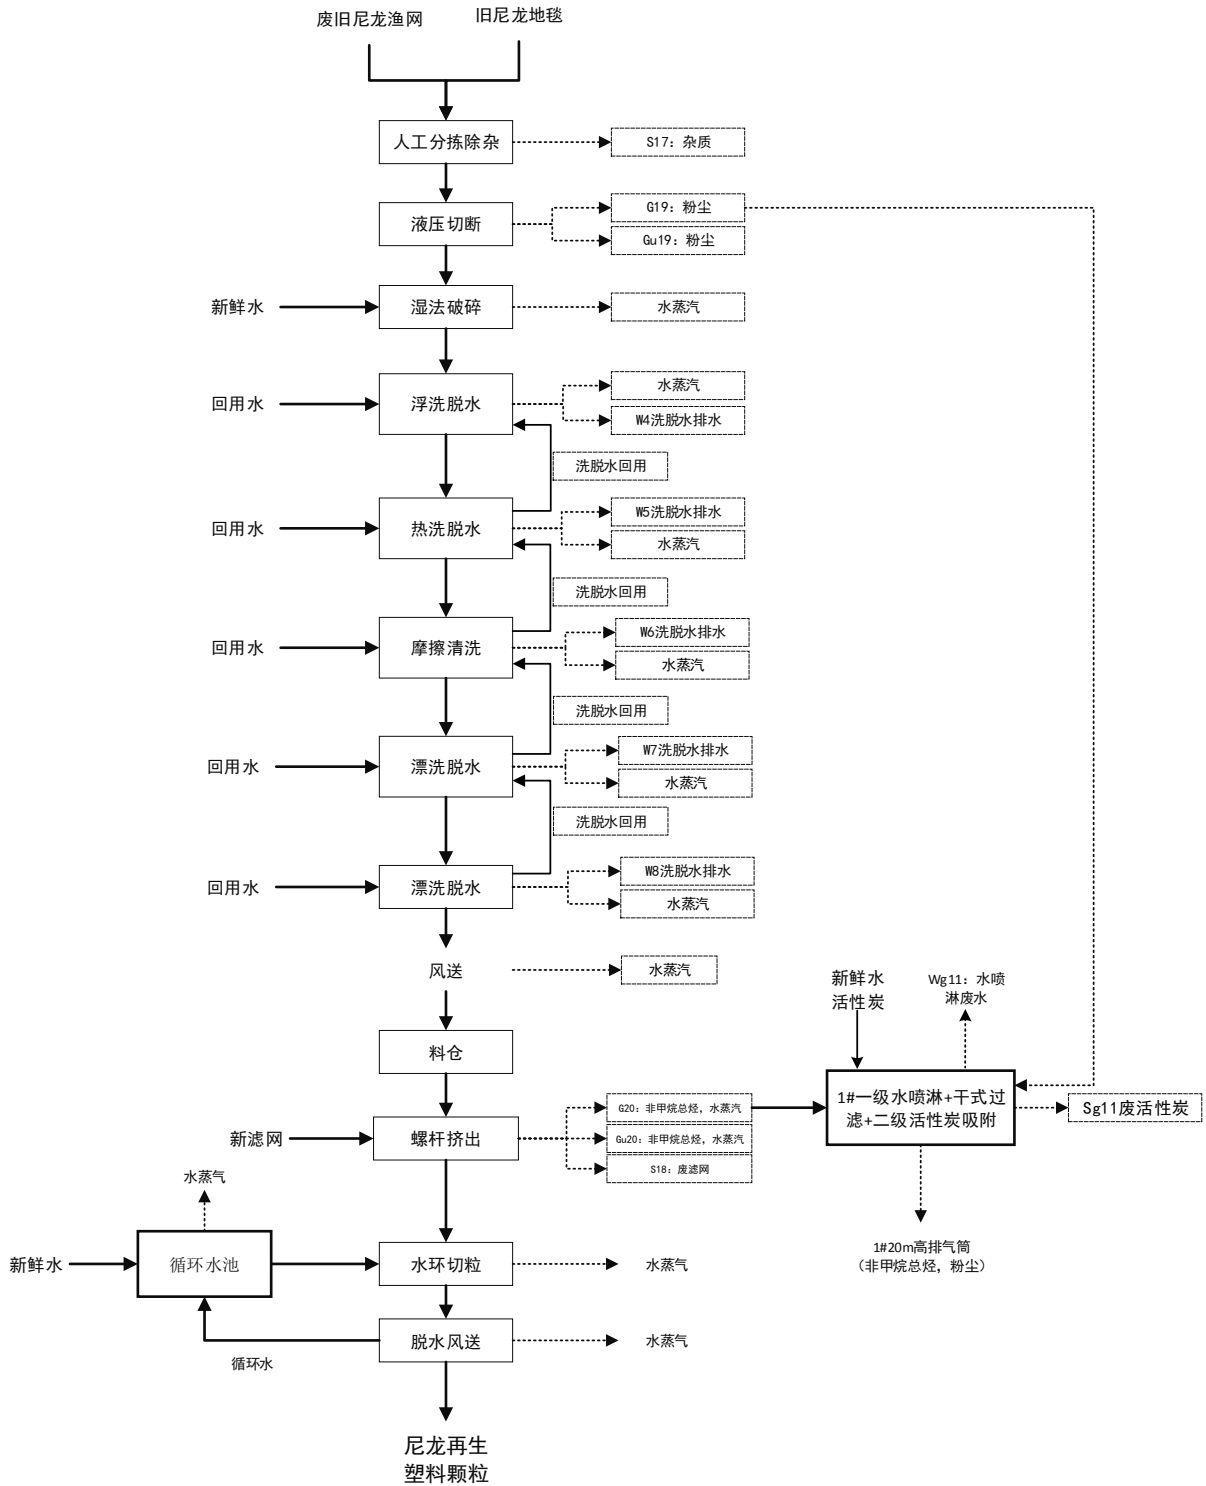 废旧尼龙渔网
旧尼龙地毯
人工分拣除杂
S17：杂质
液压切断
G19：粉尘
Gu19：粉尘
新鲜水
湿法破碎
水蒸汽
回用水
浮洗脱水
水蒸汽
W4洗脱水排水
洗脱水回用
回用水
热洗脱水
W5洗脱水排水
水蒸汽
洗脱水回用
回用水
摩擦清洗
W6洗脱水排水
水蒸汽
洗脱水回用
回用水
漂洗脱水
W7洗脱水排水
水蒸汽
洗脱水回用
回用水
漂洗脱水
W8洗脱水排水
水蒸汽
风送
水蒸汽
新鲜水
活性炭
Wg11：水喷
淋废水
料仓
1#一级水喷淋+干式过
滤+二级活性炭吸附
Sg11废活性炭
新滤网
螺杆挤出
G20：非甲烷总烃，水蒸汽
Gu20：非甲烷总烃，水蒸汽
S18：废滤网
1#20m高排气筒
（非甲烷总烃，粉尘）
水蒸气
新鲜水
循环水池
水环切粒
水蒸气
循环水
脱水风送
水蒸气
尼龙再生
塑料颗粒